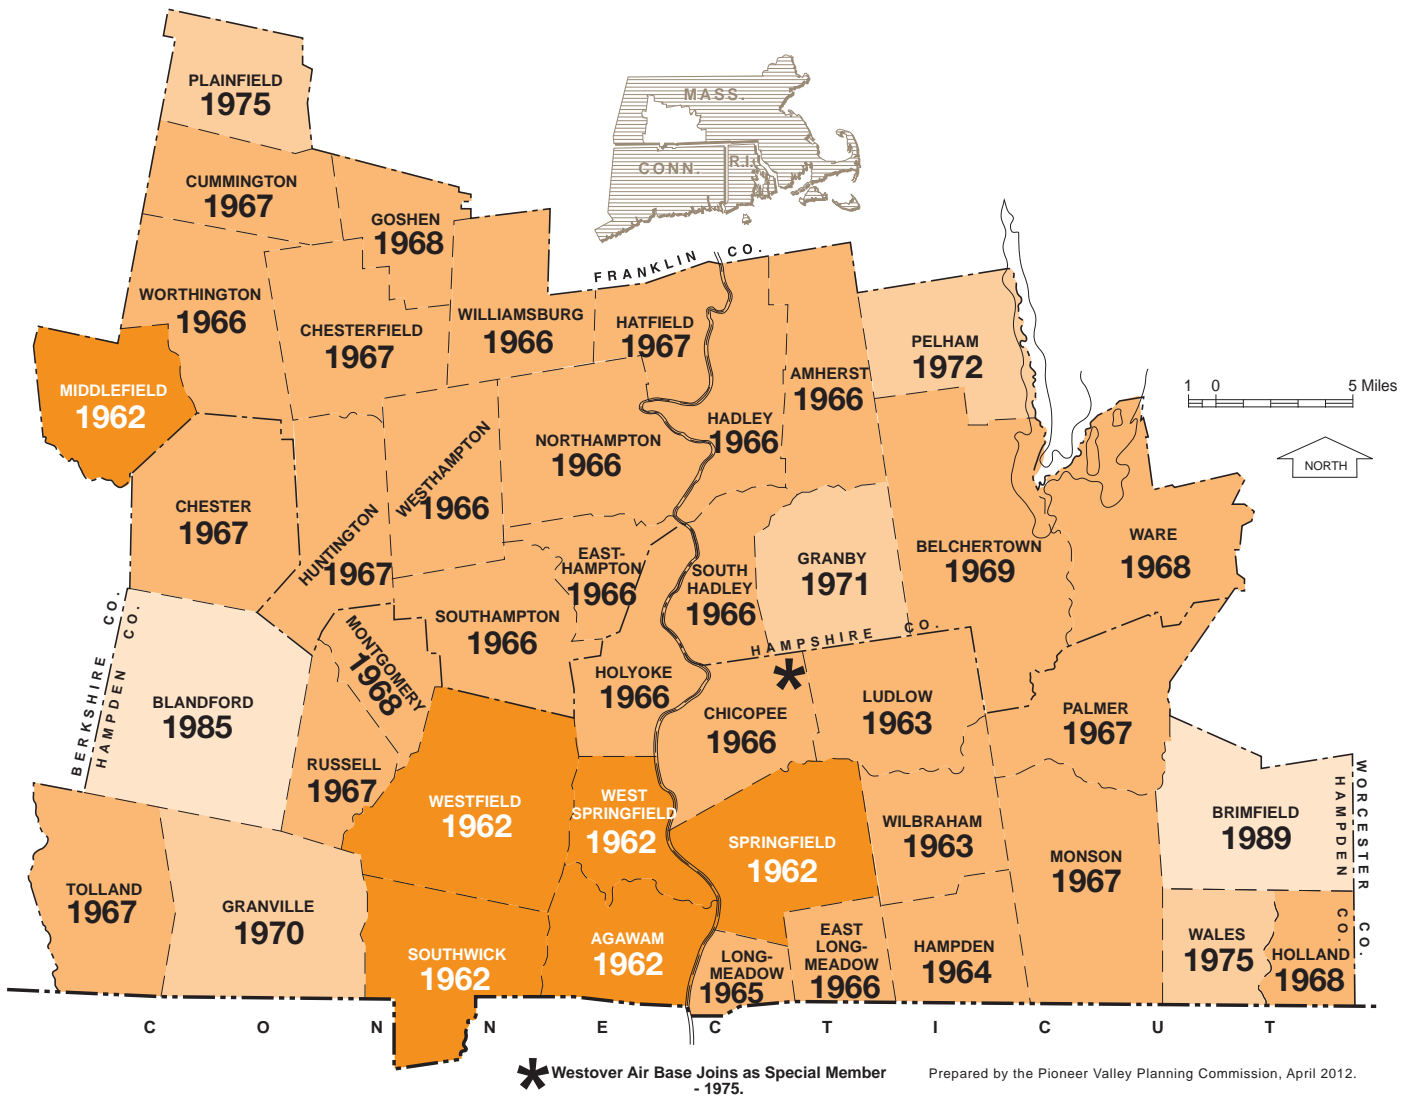 PLAINFIELD
1975
MASS.
CONN.
R.I.
CUMMINGTON
1967
GOSHEN
1968
FRANKLIN CO.
WORTHINGTON
1966
CHESTERFIELD
1967
WILLIAMSBURG
1966
HATFIELD
1967
PELHAM
1972
AMHERST
1966
1 0 5 Miles
NORTH
MIDDLEFIELD
1962
HADLEY
1966
NORTHAMPTON
1966
WESTHAMPTON
1966
CHESTER
1967
HUNTINGTON
1967
EAST-
HAMPTON
1966
SOUTH
HADLEY
1966
GRANBY
1971
BELCHERTOWN
1969
WARE
1968
BERKSHIRE CO.
HAMPDEN CO.
SOUTHAMPTON
1966
MONTGOMERY
1968
HAMPSHIRE CO.
*
BLANDFORD
1985
HOLYOKE
1966
CHICOPEE
1966
LUDLOW
1963
PALMER
1967
RUSSELL
1967
WESTFIELD
1962
WEST
SPRINGFIELD
1962
SPRINGFIELD
1962
WILBRAHAM
1963
MONSON
1967
BRIMFIELD
1989
HAMPDEN CO.
WORCESTER CO.
TOLLAND
1967
GRANVILLE
1970
SOUTHWICK
1962
AGAWAM
1962
LONG-
MEADOW
1965
EAST
LONG-
MEADOW
1966
HAMPDEN
1964
WALES
1975
HOLLAND
1968
CONNECTICUT
* Westover Air Base Joins as Special Member
- 1975.
Prepared by the Pioneer Valley Planning Commission, April 2012.